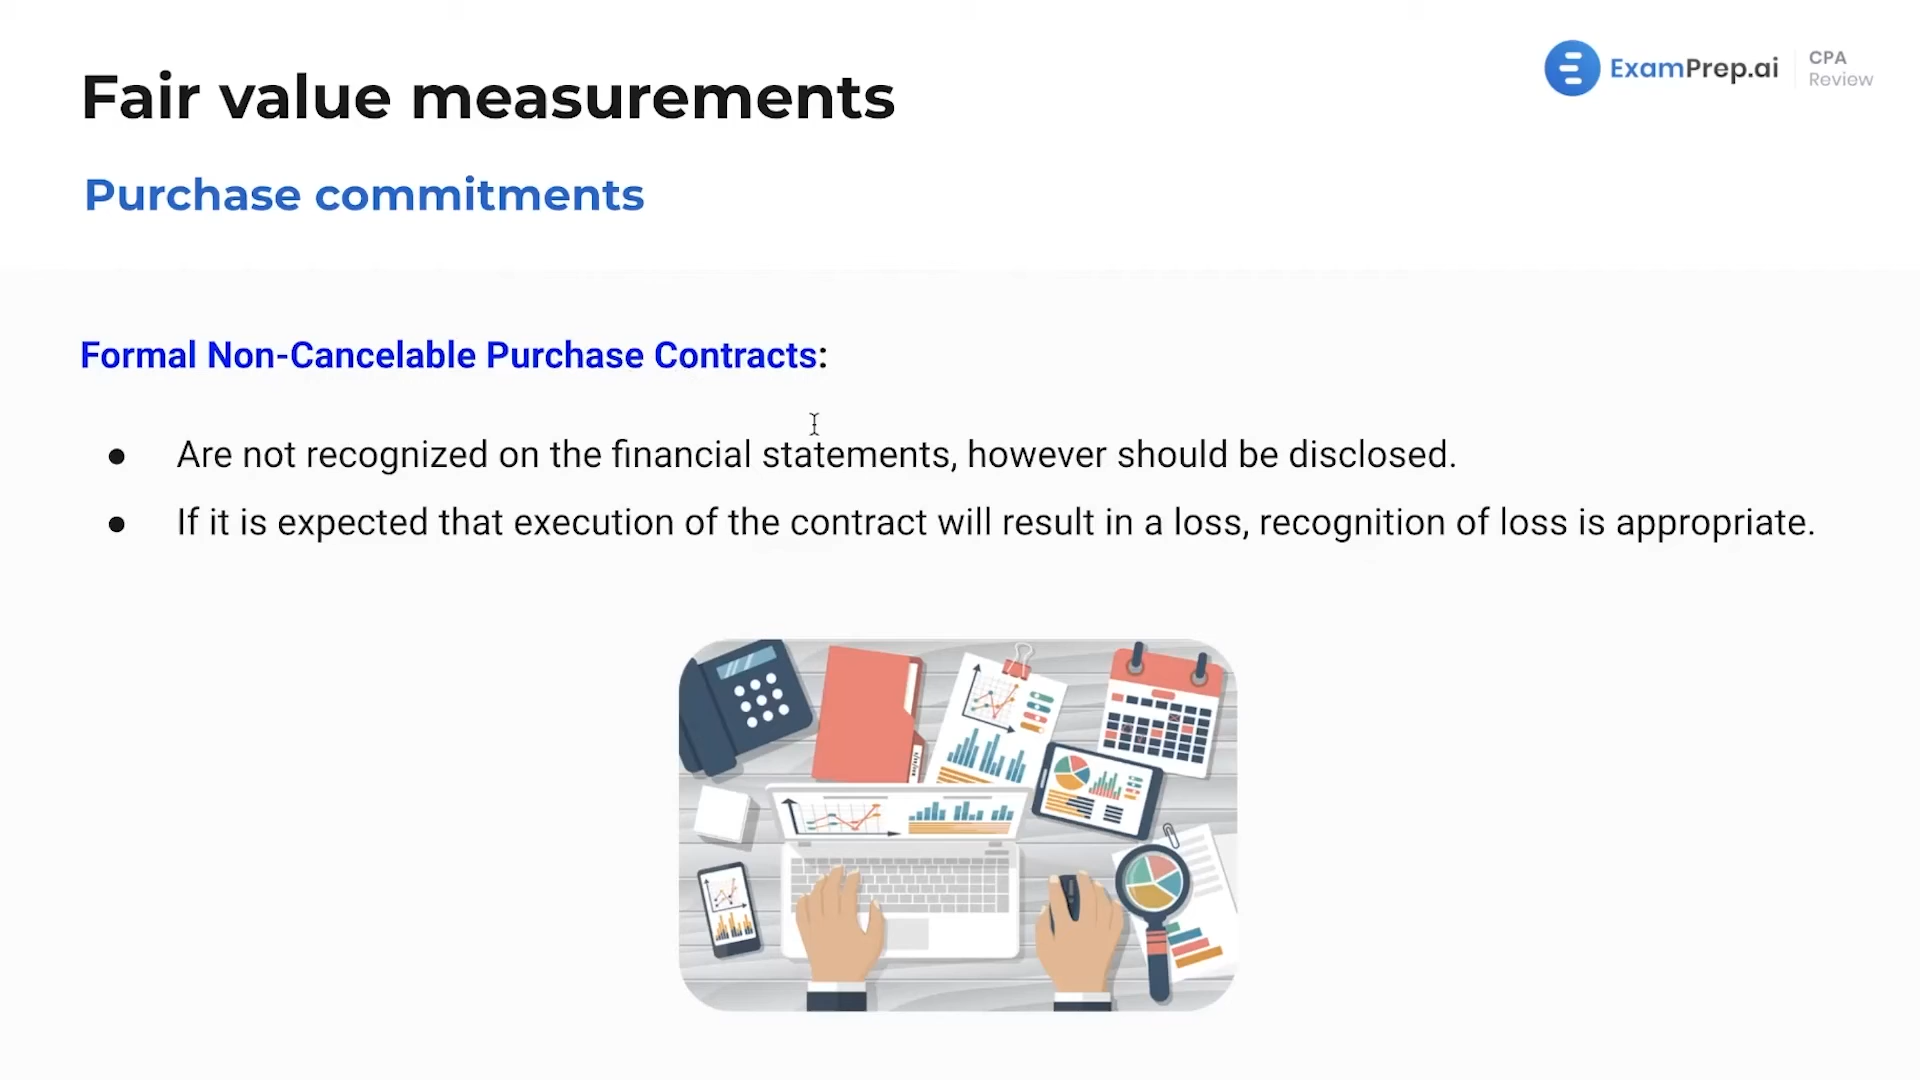 Fair value measurements
ExamPrep.ai
CPA
Review
Purchase commitments
Formal Non-Cancelable Purchase Contracts:
● Are not recognized on the financial statements, however should be disclosed.
● If it is expected that execution of the contract will result in a loss, recognition of loss is appropriate.